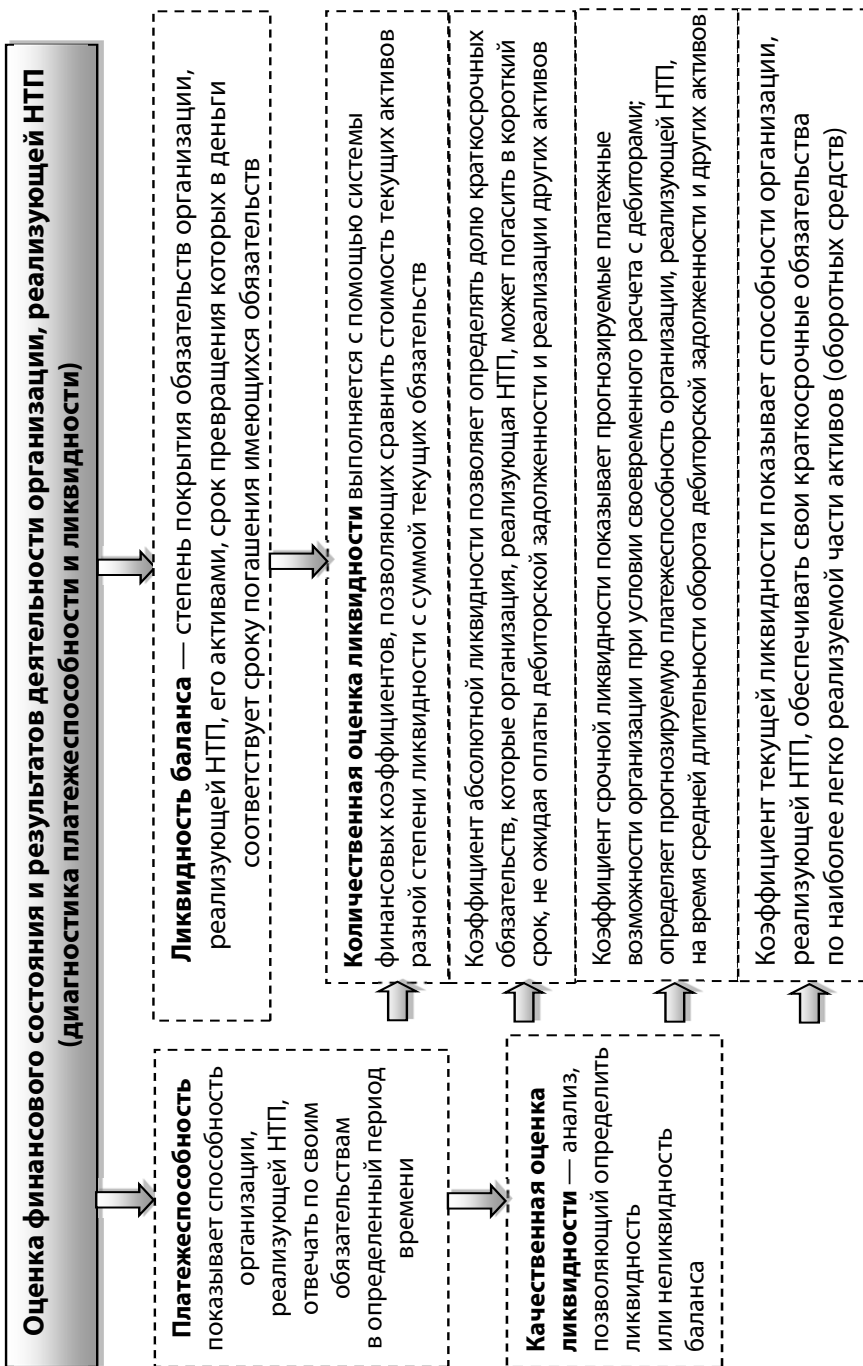 Оценка финансового состояния и результатов деятельности организации, реализующей НТП
(диагностика платежеспособности и ликвидности)
Платежеспособность
показывает способность
организации,
реализующей НТП,
отвечать по своим
обязательствам
в определенный период
времени
Ликвидность баланса — степень покрытия обязательств организации,
реализующей НТП, его активами, срок превращения которых в деньги
соответствует сроку погашения имеющихся обязательств
Качественная оценка
ликвидности — анализ,
позволяющий определить
ликвидность
или неликвидность
баланса
Количественная оценка ликвидности выполняется с помощью системы
финансовых коэффициентов, позволяющих сравнить стоимость текущих активов
разной степени ликвидности с суммой текущих обязательств
Коэффициент абсолютной ликвидности позволяет определять долю краткосрочных
обязательств, которые организация, реализующая НТП, может погасить в короткий
срок, не ожидая оплаты дебиторской задолженности и реализации других активов
Коэффициент срочной ликвидности показывает прогнозируемые платежные
возможности организации при условии своевременного расчета с дебиторами;
определяет прогнозируемую платежеспособность организации, реализующей НТП,
на время средней длительности оборота дебиторской задолженности и других активов
Коэффициент текущей ликвидности показывает способности организации,
реализующей НТП, обеспечивать свои краткосрочные обязательства
по наиболее легко реализуемой части активов (оборотных средств)